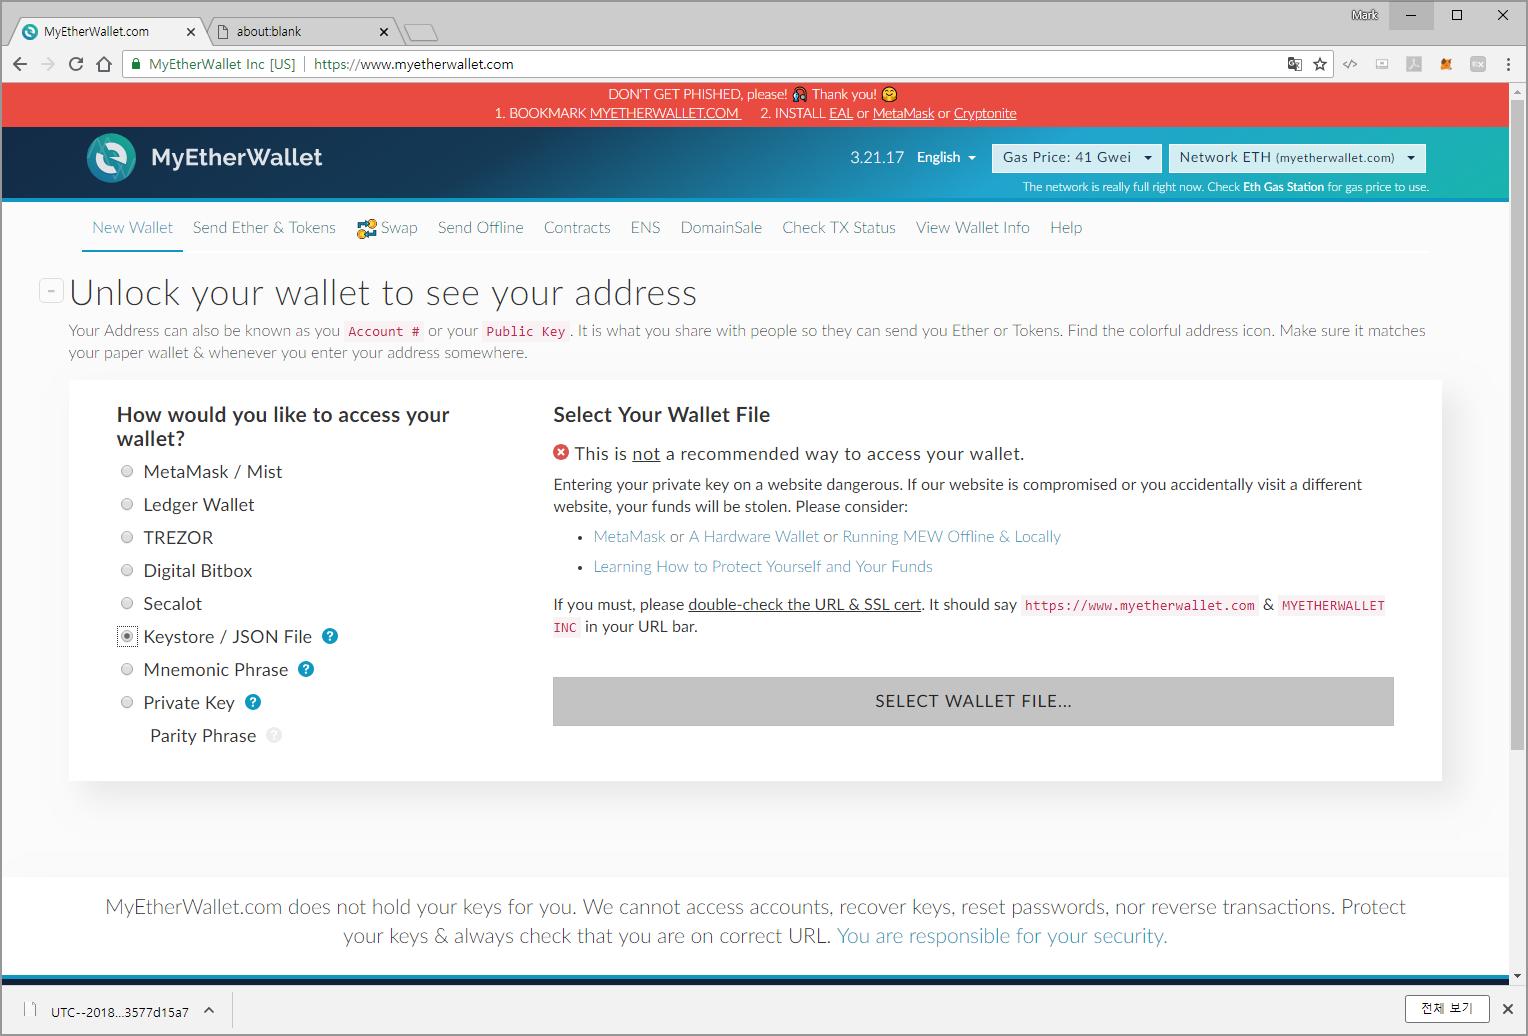 MyEtherWallet.com
about:blank
Mark
MyEtherWallet Inc [US]
https://www.myetherwallet.com
DON'T GET PHISHED, please! Thank you!
1. BOOKMARK MYETHERWALLET.COM 2. INSTALL EAL or MetaMask or Cryptonite
MyEtherWallet
3.21.17
English
Gas Price: 41 Gwei
Network ETH (myetherwallet.com)
The network is really full right now. Check Eth Gas Station for gas price to use.
New Wallet
Send Ether & Tokens
Swap
Send Offline
Contracts
ENS
DomainSale
Check TX Status
View Wallet Info
Help
Unlock your wallet to see your address
Your Address can also be known as you Account # or your Public Key. It is what you share with people so they can send you Ether or Tokens. Find the colorful address icon. Make sure it matches
your paper wallet & whenever you enter your address somewhere.
How would you like to access your
wallet?
MetaMask / Mist
Ledger Wallet
TREZOR
Digital Bitbox
Secalot
Keystore / JSON File ?
Mnemonic Phrase ?
Private Key ?
Parity Phrase ?
Select Your Wallet File
This is not a recommended way to access your wallet.
Entering your private key on a website dangerous. If our website is compromised or you accidentally visit a different
website, your funds will be stolen. Please consider:
• MetaMask or A Hardware Wallet or Running MEW Offline & Locally
• Learning How to Protect Yourself and Your Funds
If you must, please double-check the URL & SSL cert. It should say https://www.myetherwallet.com & MYETHERWALLET
INC in your URL bar.
SELECT WALLET FILE...
MyEtherWallet.com does not hold your keys for you. We cannot access accounts, recover keys, reset passwords, nor reverse transactions. Protect
your keys & always check that you are on correct URL. You are responsible for your security.
UTC--2018...3577d15a7
전체 보기